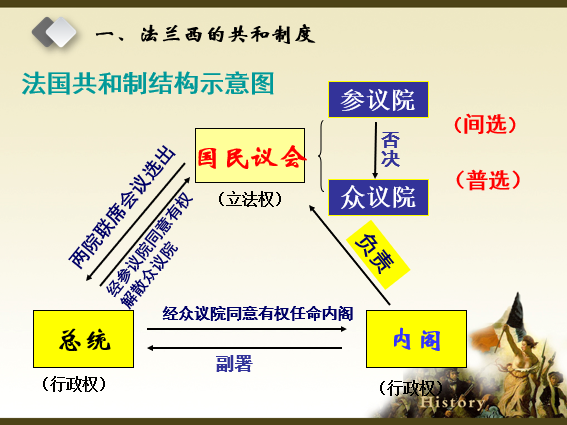 一、法兰西的共和制度
法国共和制结构示意图
参议院
（间选）
否决
国民议会
（立法权）
众议院
（普选）
两院联席会议选出
经参议院同意有权
解散众议院
负责
总统
（行政权）
经众议院同意有权任命内阁
副署
内阁
（行政权）
History